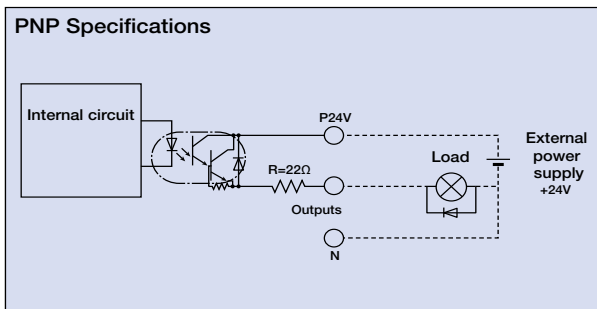 PNP Specifications
Internal circuit
P24V
R=22Ω
Outputs
N
Load
External
power
supply
+24V